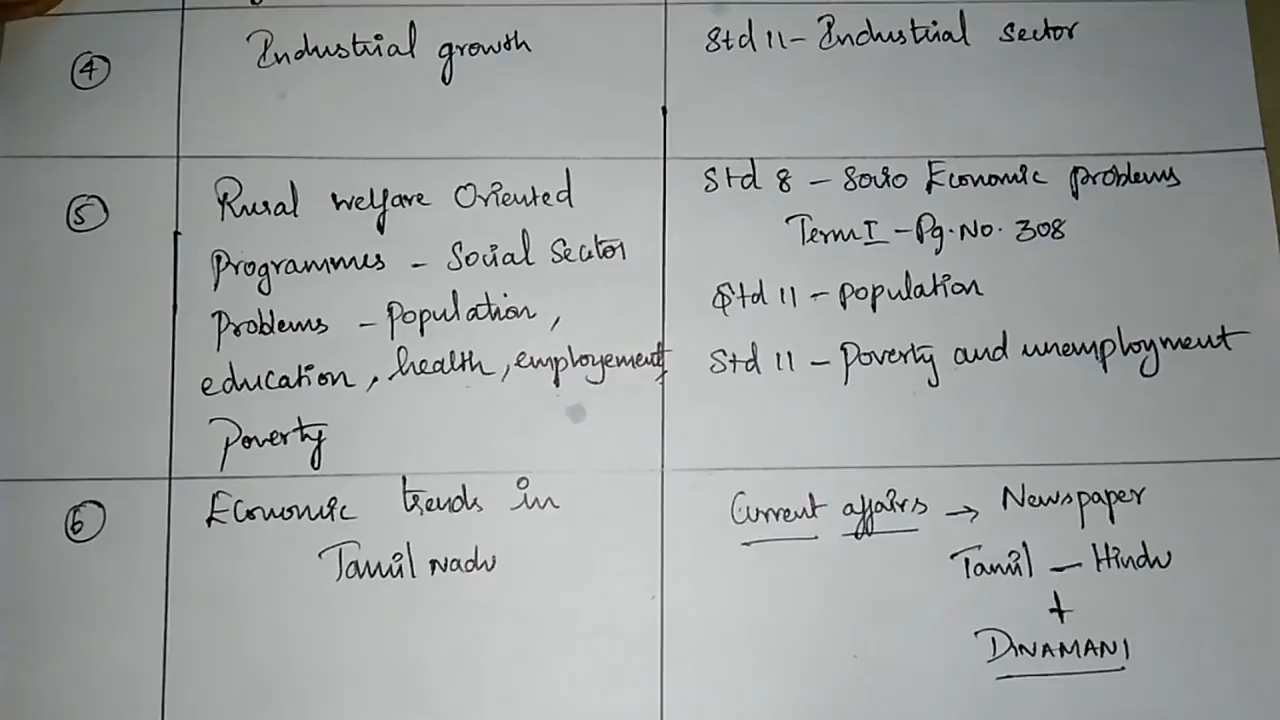 4
Industrial growth
Std 11 - Industrial sector
5
Rural welfare Oriented
Programmes - Social Sector
Problems - Population,
education, health, employement,
Poverty
Std 8 - Socio Economic problems
Term I - Pg. No. 308
Std 11 - Population
Std 11 - Poverty and unemployment
6
Economic trends in
Tamil nadu
Current affairs → Newspaper
Tamil - Hindu
+
DINAMANI